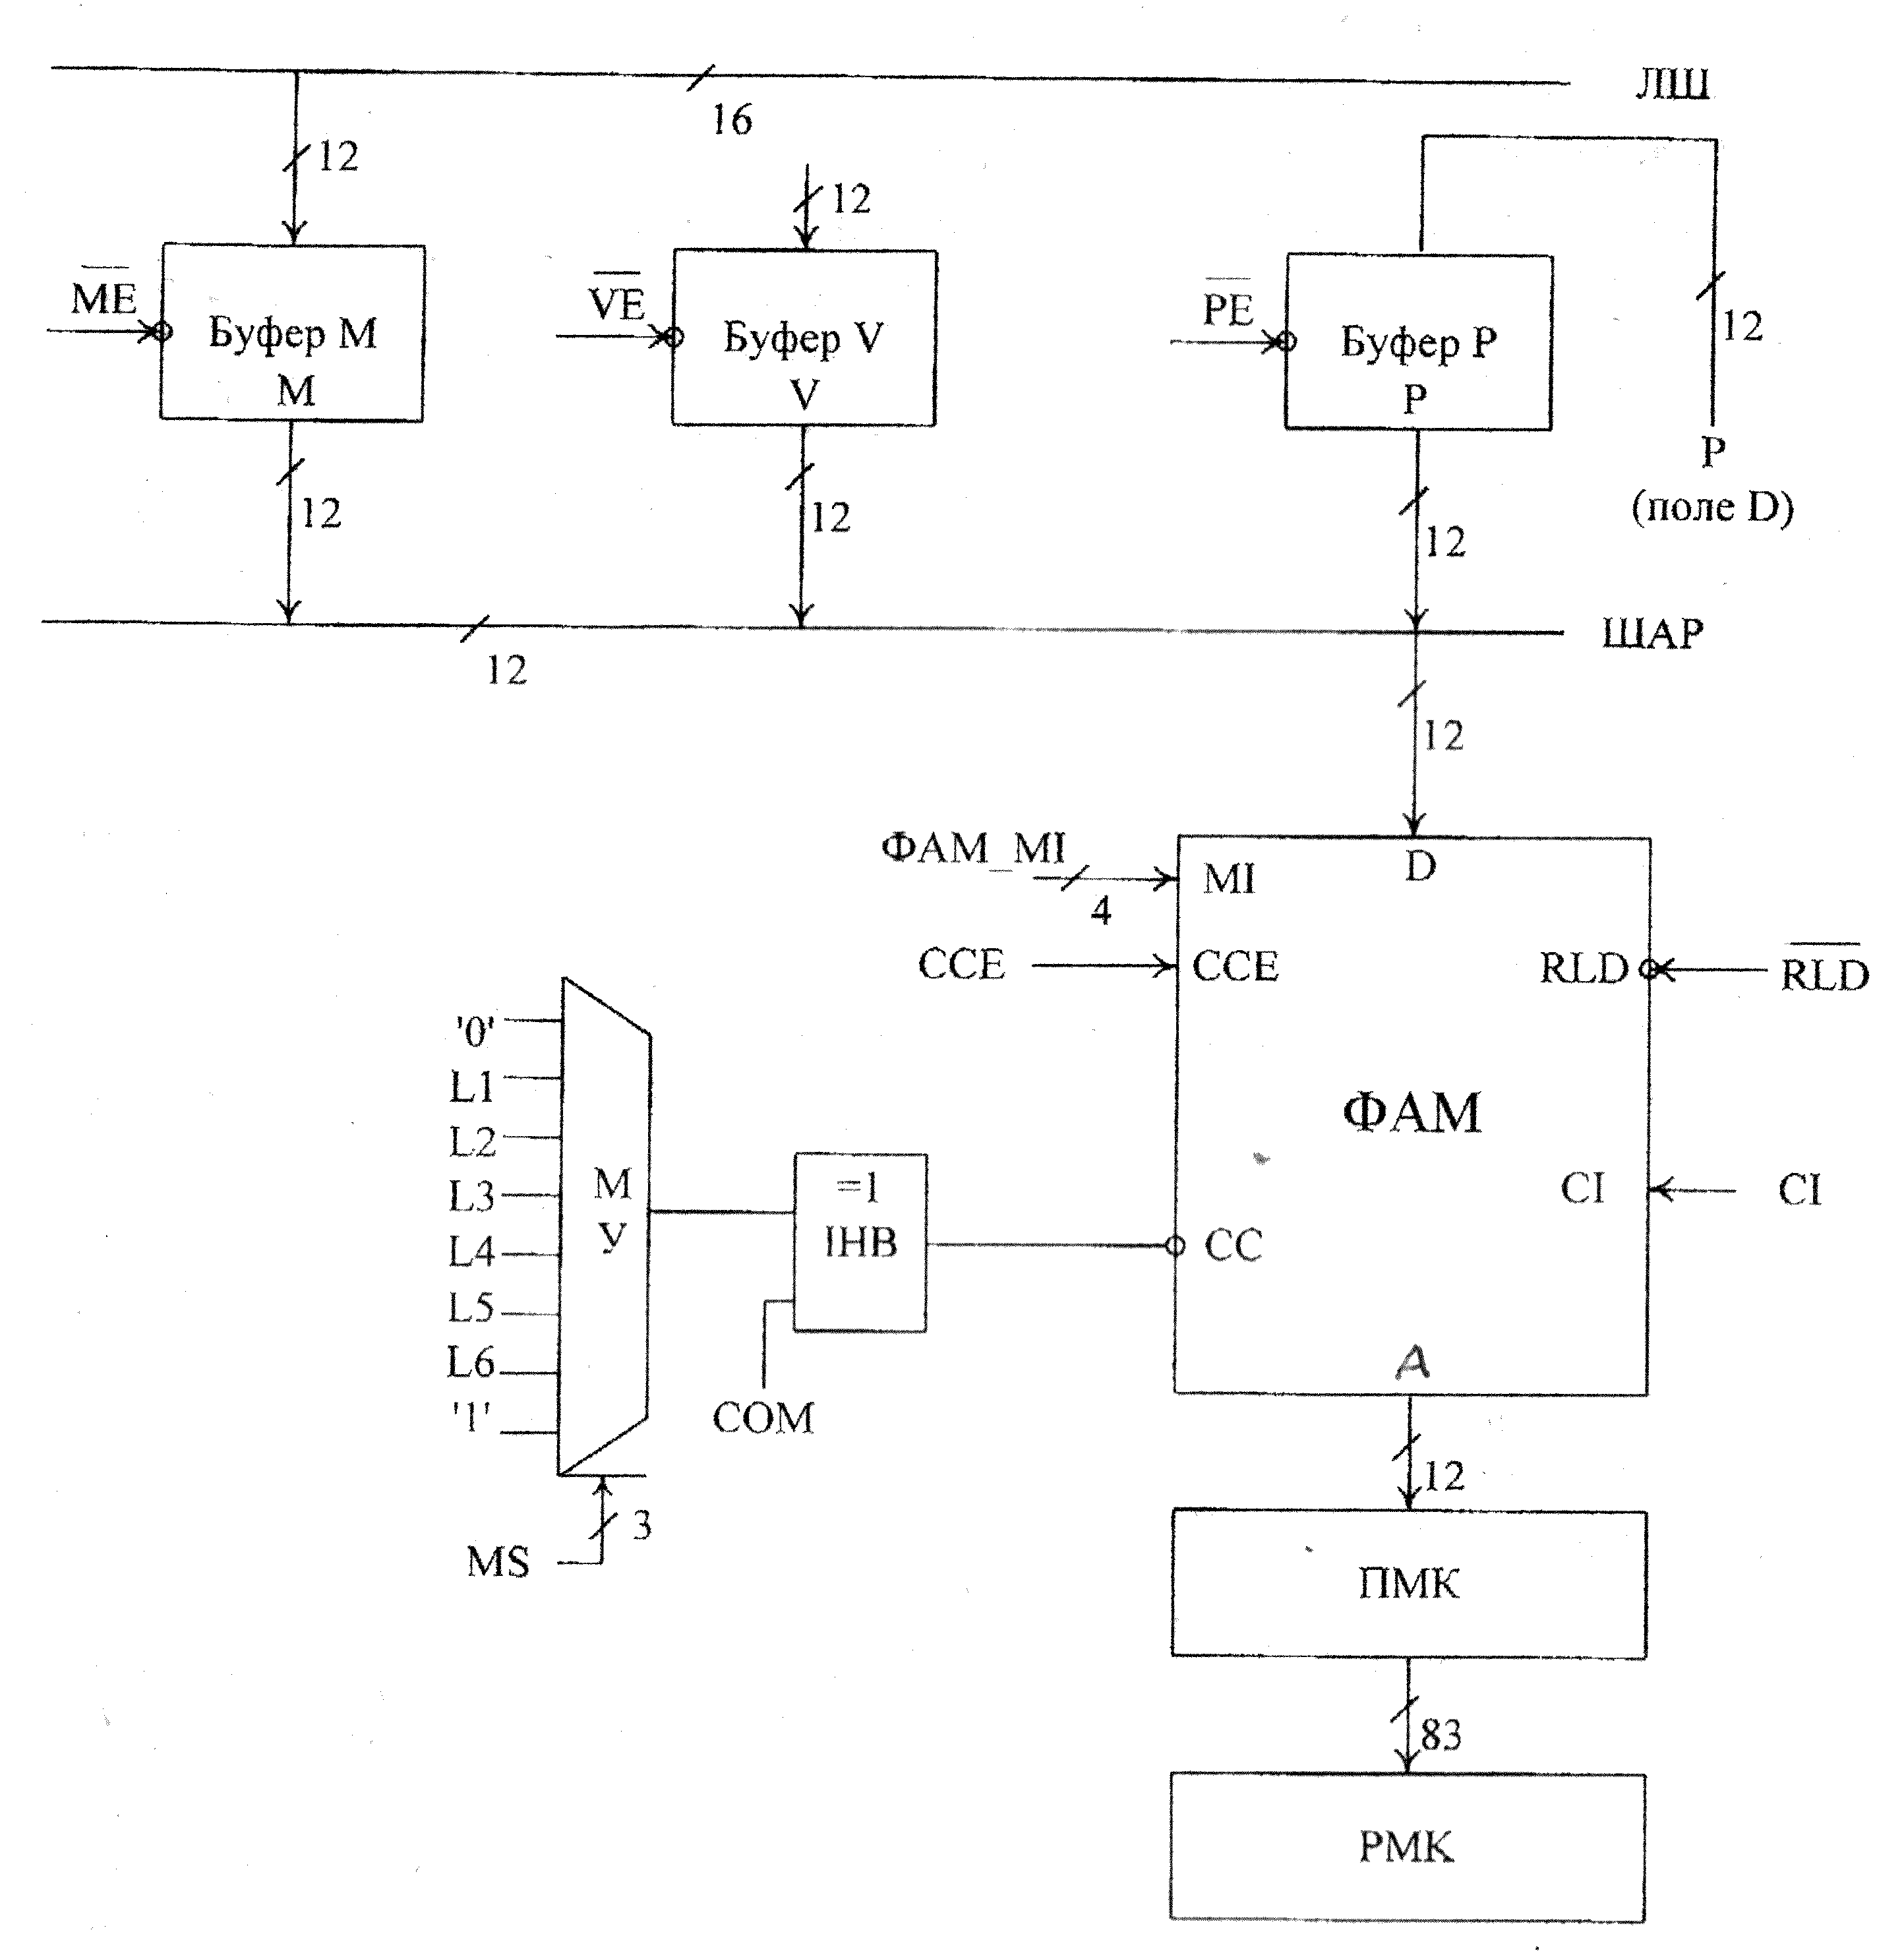 ЛШ
16
12
12
ME
Буфер M
M
VE
Буфер V
V
PE
Буфер P
P
12
P
(поле D)
12
12
12
ШАР
12
12
ФАМ_MI
4
MI
D
CCE
CCE
RLD
RLD
'0'
L1
L2
L3
L4
L5
L6
'1'
М
У
=1
ІНВ
COM
MS
3
ФАМ
CI
CI
CC
A
12
ПМК
83
РМК